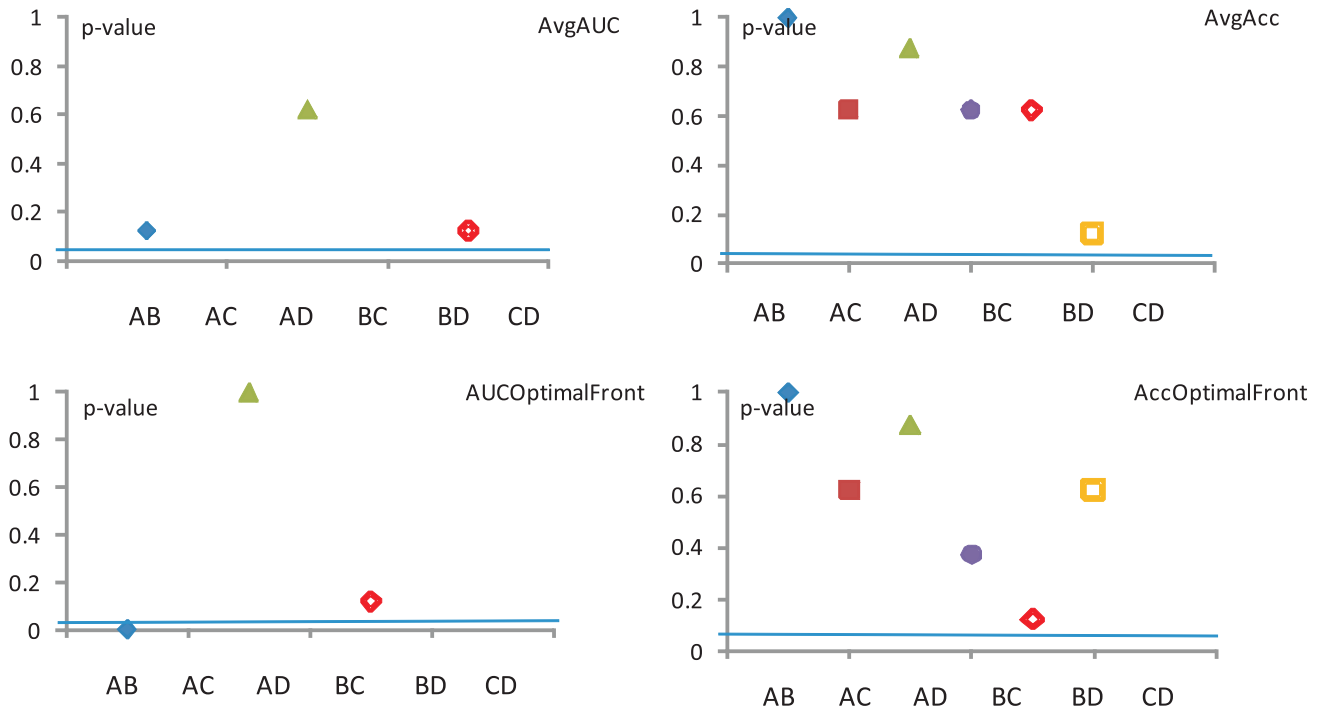 AvgAUC
p-value
1
0.8
0.6
0.4
0.2
0
AB AC AD BC BD CD
AvgAcc
p-value
1
0.8
0.6
0.4
0.2
0
AB AC AD BC BD CD
AUCOptimalFront
p-value
1
0.8
0.6
0.4
0.2
0
AB AC AD BC BD CD
AccOptimalFront
p-value
1
0.8
0.6
0.4
0.2
0
AB AC AD BC BD CD